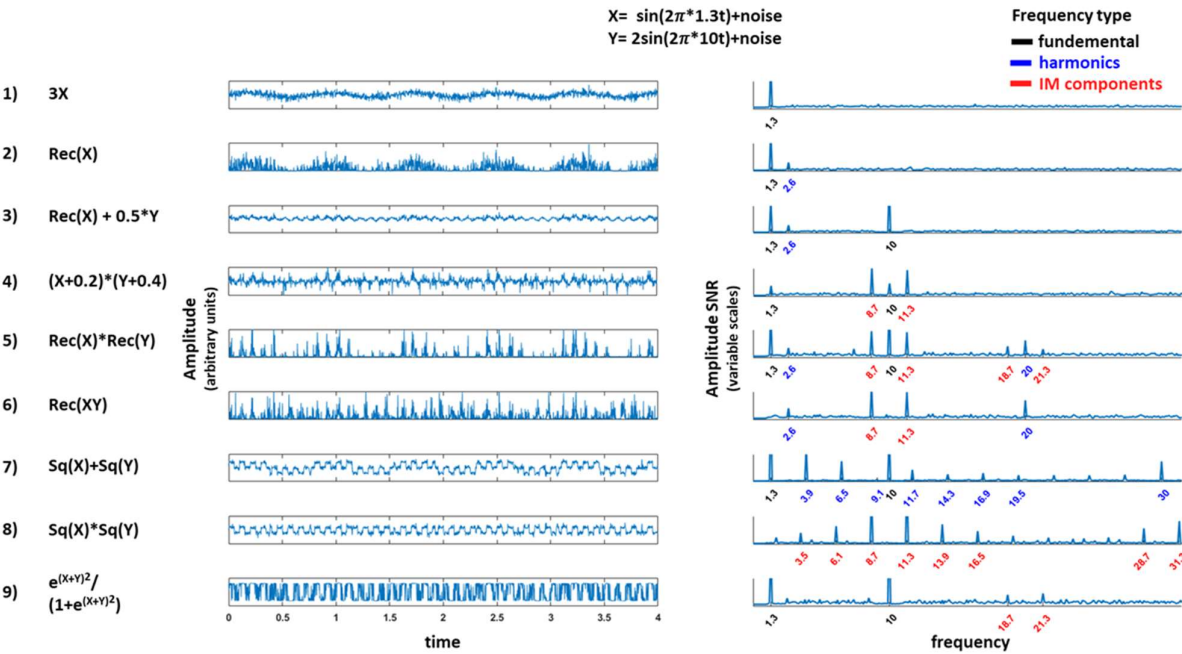 X= sin(2π*1.3t)+noise
Y= 2sin(2π*10t)+noise
Frequency type
fundemental
harmonics
IM components
1) 3X
1.3
2) Rec(X)
1.3 2.6
3) Rec(X) + 0.5*Y
1.3 2.6 10
4) (X+0.2)*(Y+0.4)
1.3 8.7 10 11.3
Amplitude
(arbitrary units)
Amplitude SNR
(variable scales)
5) Rec(X)*Rec(Y)
1.3 2.6 8.7 10 11.3 18.7 20 21.3
6) Rec(XY)
2.6 8.7 11.3 20
7) Sq(X)+Sq(Y)
1.3 3.9 6.5 9.1 10 11.7 14.3 16.9 19.5 30
8) Sq(X)*Sq(Y)
3.5 6.1 8.7 11.3 13.9 16.5 28.7
9) e^(X+Y)2/
(1+e^(X+Y)2)
0 0.5 1 1.5 2 2.5 3 3.5 4
1.3 10 18.7 21.3
time
frequency